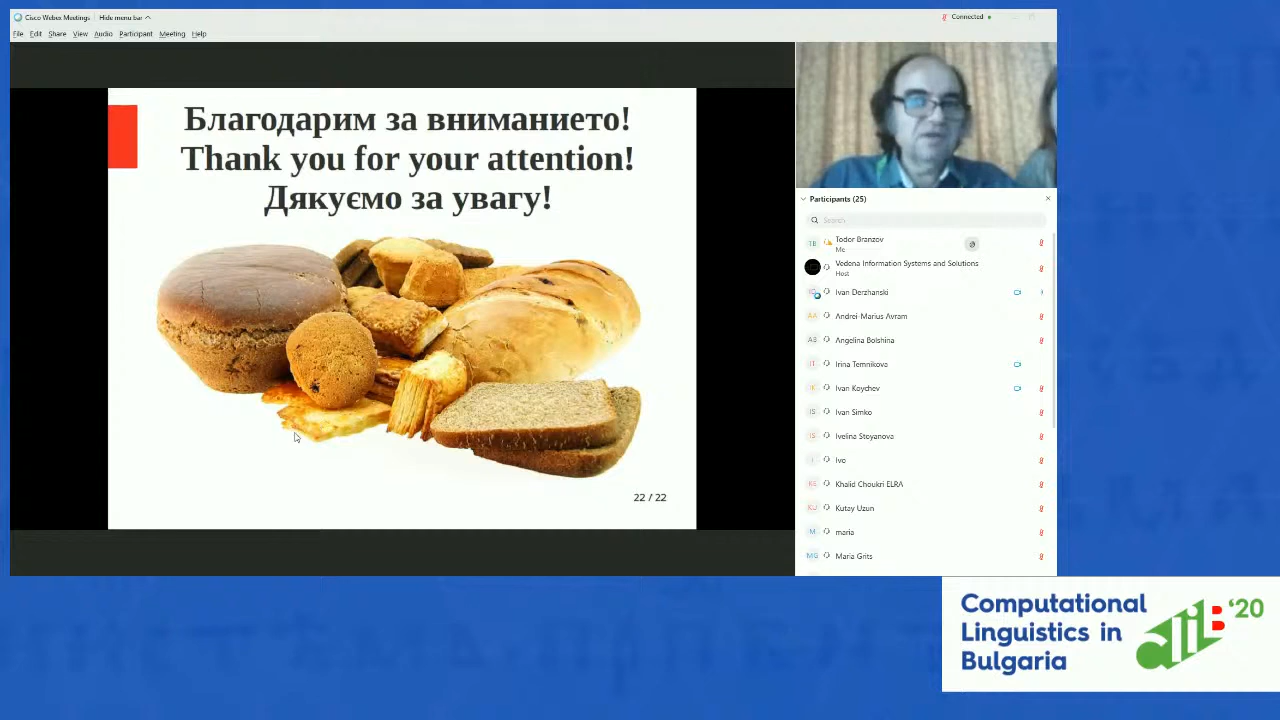 Cisco Webex Meetings
Hide menu bar
Connected
File Edit Share View Audio Participant Meeting Help
Благодарим за вниманието!
Thank you for your attention!
Дякуємо за увагу!
22 / 22
Participants (25)
Search
TB Todor Branzov
Me
Vedena Information Systems and Solutions
Host
Ivan Derzhanski
AA Andrei-Marius Avram
AB Angelina Bolshina
IT Irina Temnikova
IK Ivan Koychev
IS Ivan Simko
IS Ivelina Stoyanova
I Ivo
Khalid Choukri ELRA
KU Kutay Uzun
M maria
MG Maria Grits
Computational
Linguistics in
Bulgaria
clIB '20